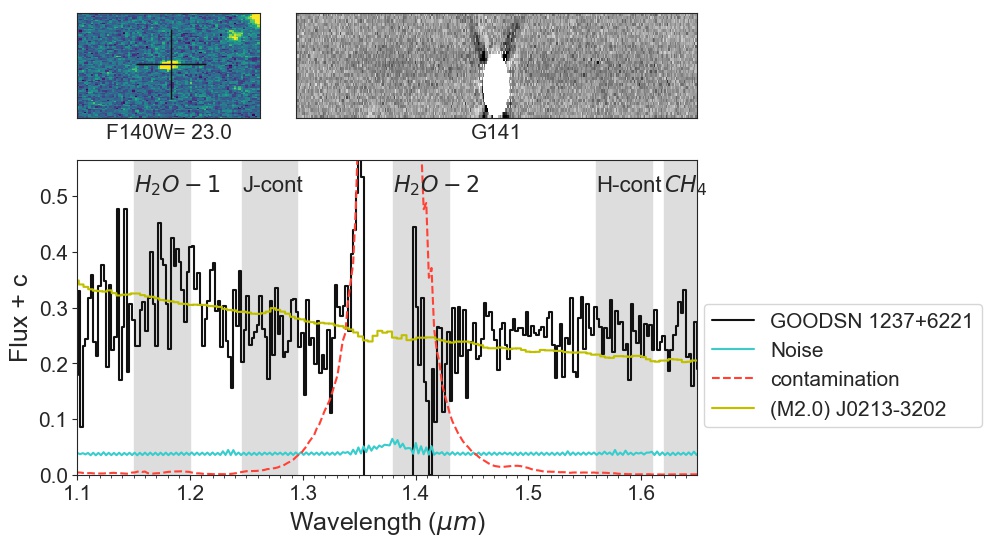 F140W= 23.0
G141
H₂O − 1
J-cont
H₂O − 2
H-cont
CH₄
Flux + c
0.5
0.4
0.3
0.2
0.1
0.0
1.1
1.2
1.3
1.4
1.5
1.6
Wavelength (μm)
GOODSN 1237+6221
Noise
contamination
(M2.0) J0213-3202